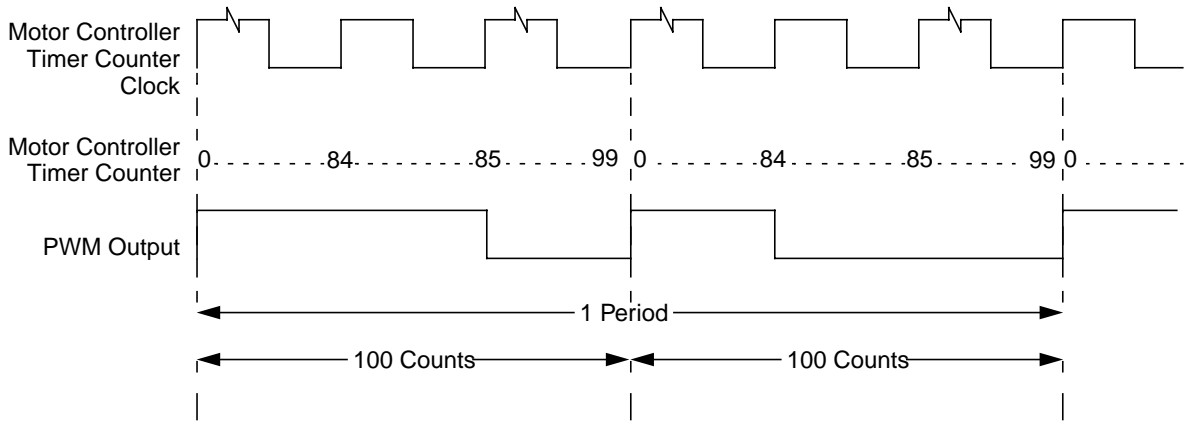 Motor Controller
Timer Counter
Clock
Motor Controller
Timer Counter
0 84 85 99 0 84 85 99 0
PWM Output
1 Period
100 Counts 100 Counts